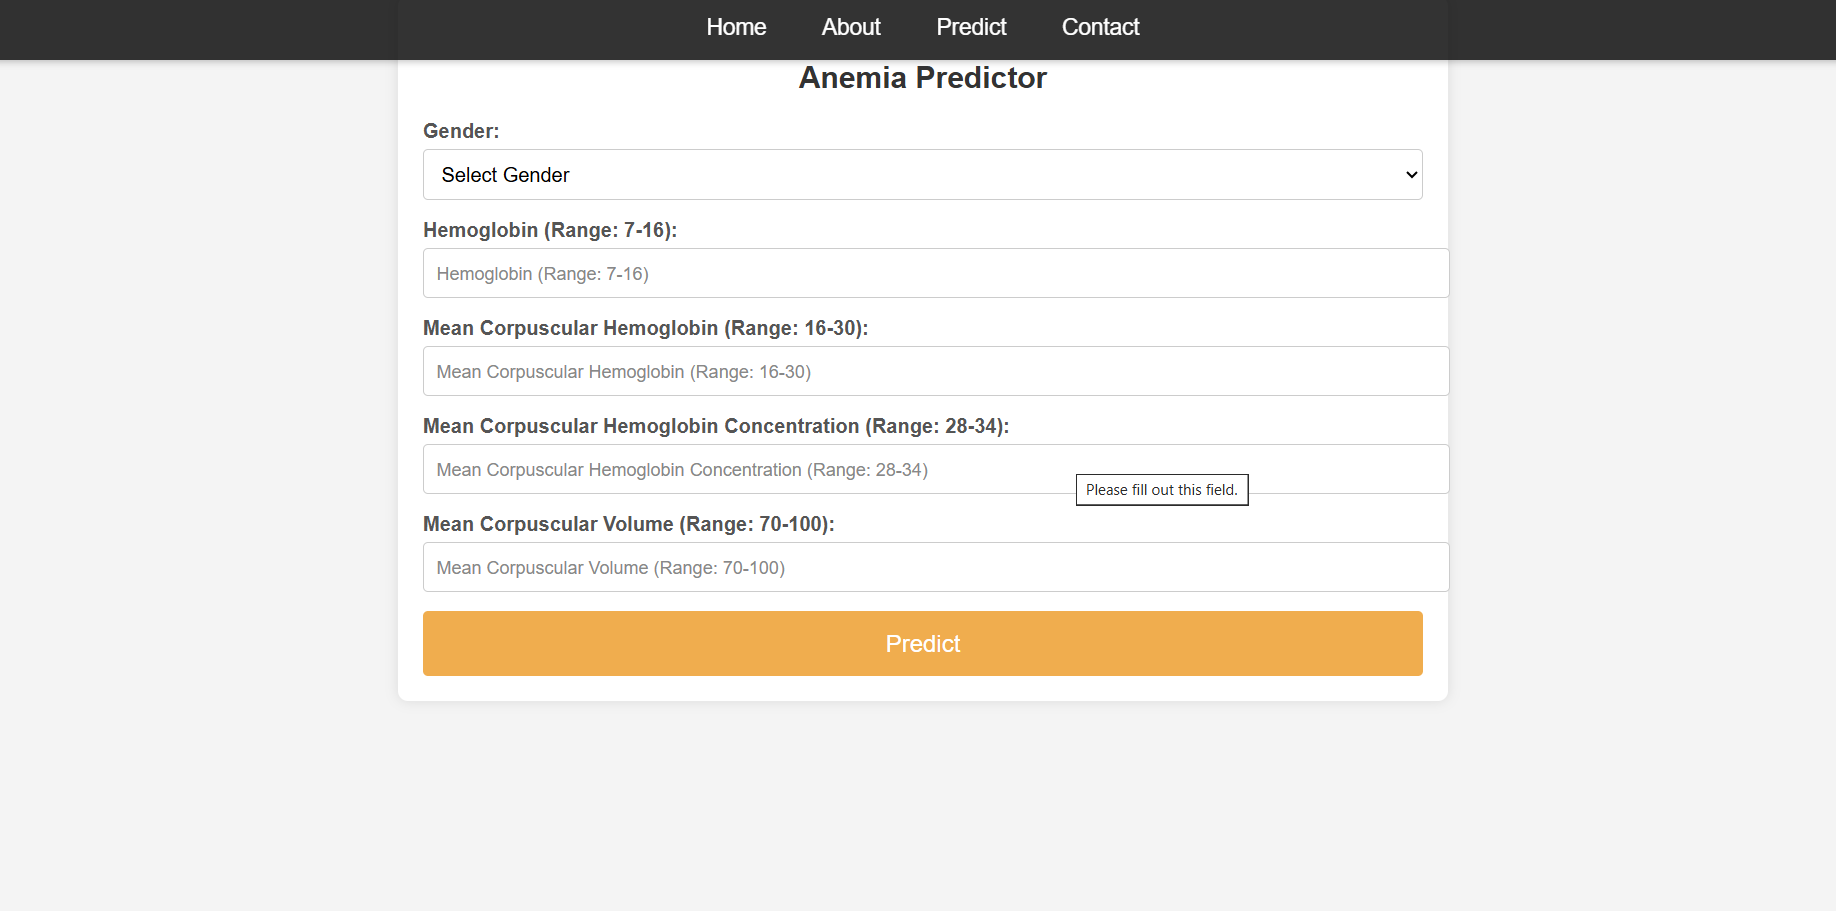 Home About Predict Contact
Anemia Predictor
Gender:
Select Gender
Hemoglobin (Range: 7-16):
Hemoglobin (Range: 7-16)
Mean Corpuscular Hemoglobin (Range: 16-30):
Mean Corpuscular Hemoglobin (Range: 16-30)
Mean Corpuscular Hemoglobin Concentration (Range: 28-34):
Mean Corpuscular Hemoglobin Concentration (Range: 28-34)
Please fill out this field.
Mean Corpuscular Volume (Range: 70-100):
Mean Corpuscular Volume (Range: 70-100)
Predict